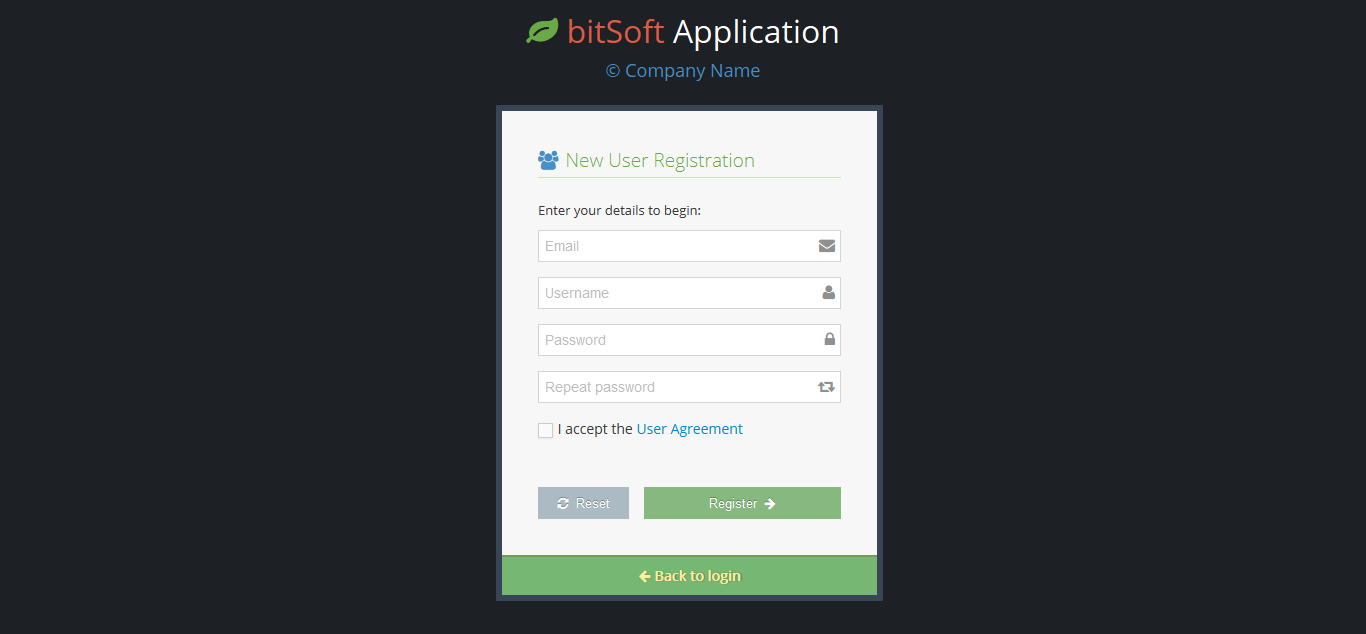 bitSoft Application
© Company Name
New User Registration
Enter your details to begin:
Email
Username
Password
Repeat password
I accept the User Agreement
Reset
Register
Back to login